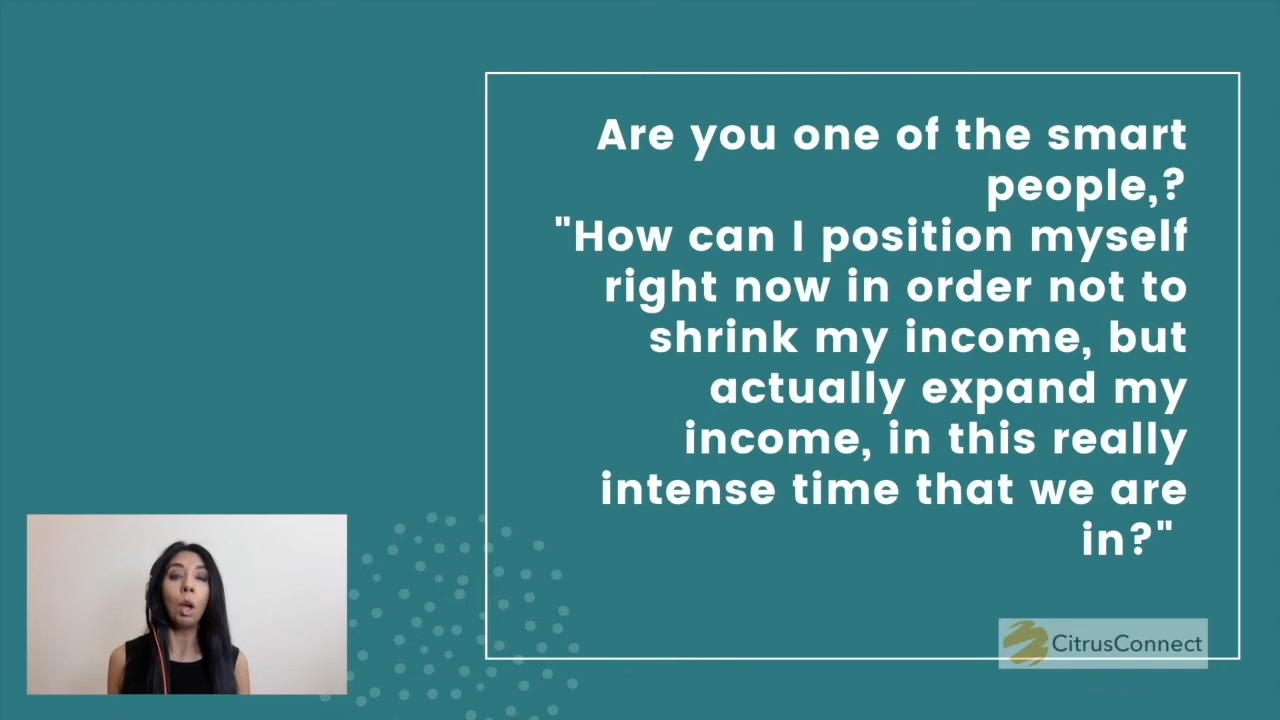 Are you one of the smart
people,?
"How can I position myself
right now in order not to
shrink my income, but
actually expand my
income, in this really
intense time that we are
in?"
CitrusConnect